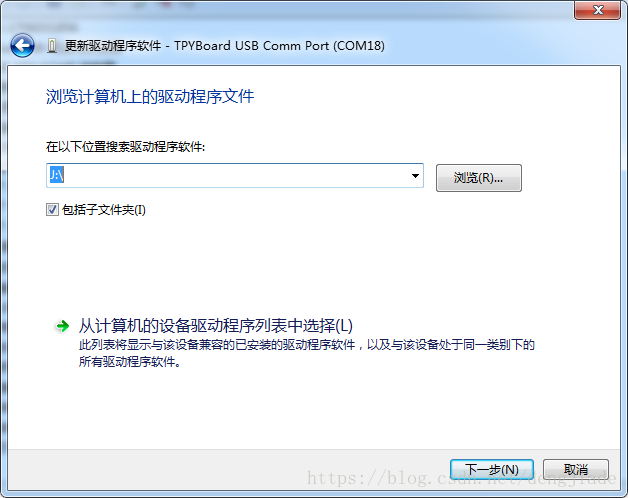 更新驱动程序软件 - TPYBoard USB Comm Port (COM18)
浏览计算机上的驱动程序文件
在以下位置搜索驱动程序软件:
J:\
浏览(R)...
包括子文件夹(I)
从计算机的设备驱动程序列表中选择(L)
此列表将显示与该设备兼容的已安装的驱动程序软件，以及与该设备处于同一类别下的
所有驱动程序软件。
下一步(N)
取消
https://blog.csdn.net/dengjiade